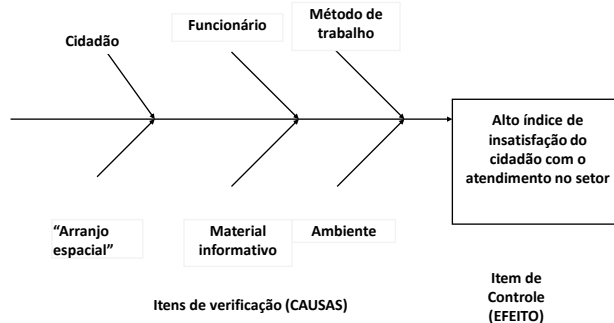 Cidadão
Funcionário
Método de
trabalho
Alto índice de
insatisfação do
cidadão com o
atendimento no setor
“Arranjo
espacial”
Material
informativo
Ambiente
Itens de verificação (CAUSAS)
Item de
Controle
(EFEITO)